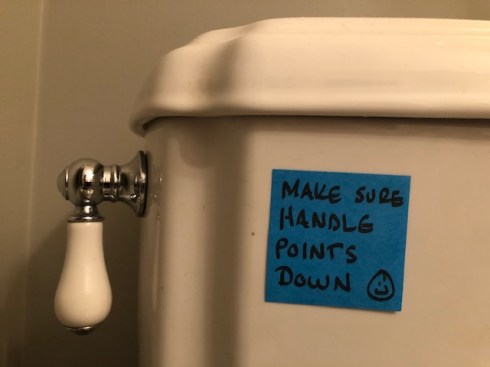 MAKE SURE
HANDLE
POINTS
DOWN